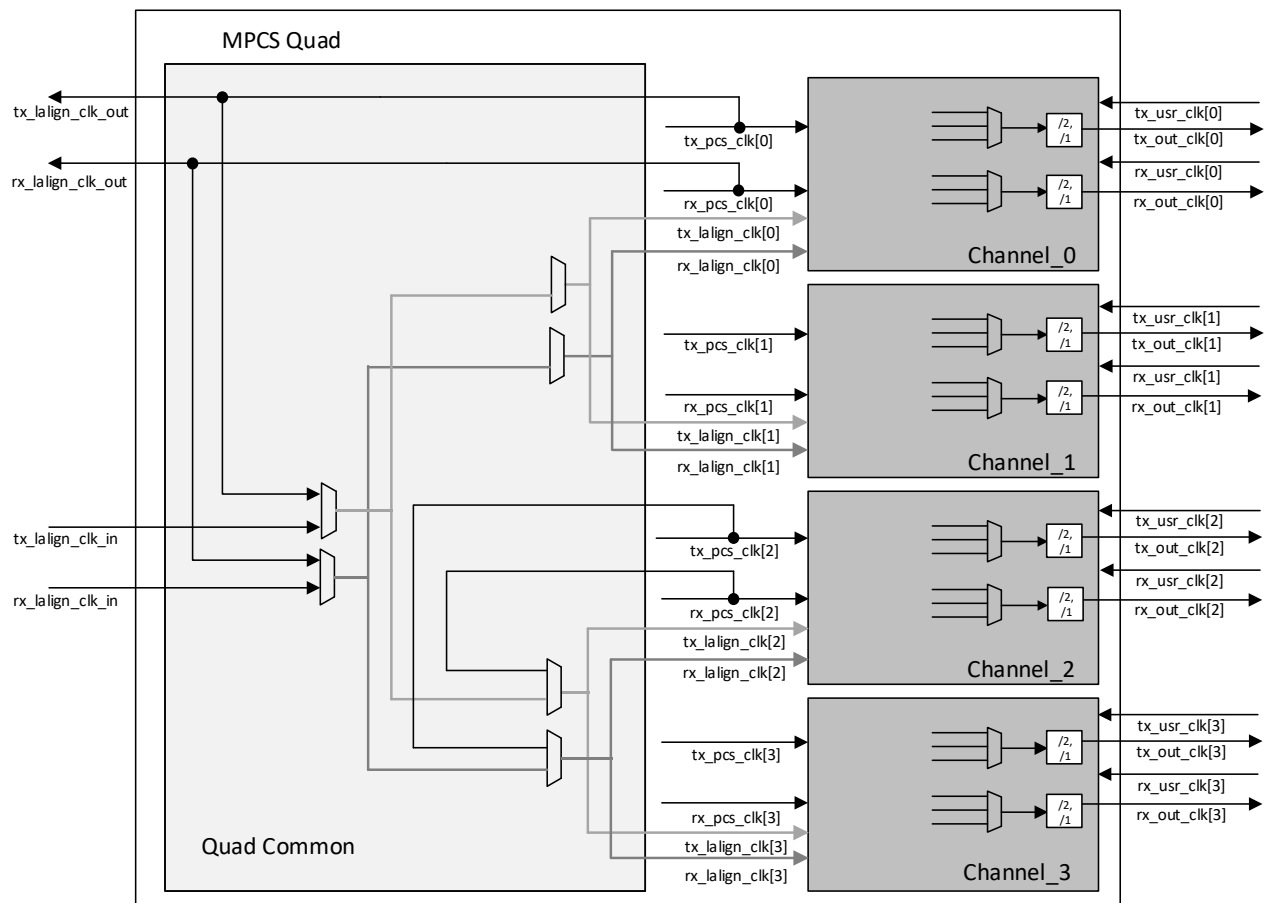 MPCS Quad
tx_lalign_clk_out
rx_lalign_clk_out
tx_lalign_clk_in
rx_lalign_clk_in
Quad Common
tx_pcs_clk[0]
rx_pcs_clk[0]
tx_lalign_clk[0]
rx_lalign_clk[0]
/2,
/1
/2,
/1
Channel_0
tx_usr_clk[0]
tx_out_clk[0]
rx_usr_clk[0]
rx_out_clk[0]
tx_pcs_clk[1]
rx_pcs_clk[1]
tx_lalign_clk[1]
rx_lalign_clk[1]
/2,
/1
/2,
/1
Channel_1
tx_usr_clk[1]
tx_out_clk[1]
rx_usr_clk[1]
rx_out_clk[1]
tx_pcs_clk[2]
rx_pcs_clk[2]
tx_lalign_clk[2]
rx_lalign_clk[2]
/2,
/1
/2,
/1
Channel_2
tx_usr_clk[2]
tx_out_clk[2]
rx_usr_clk[2]
rx_out_clk[2]
tx_pcs_clk[3]
rx_pcs_clk[3]
tx_lalign_clk[3]
rx_lalign_clk[3]
/2,
/1
/2,
/1
Channel_3
tx_usr_clk[3]
tx_out_clk[3]
rx_usr_clk[3]
rx_out_clk[3]